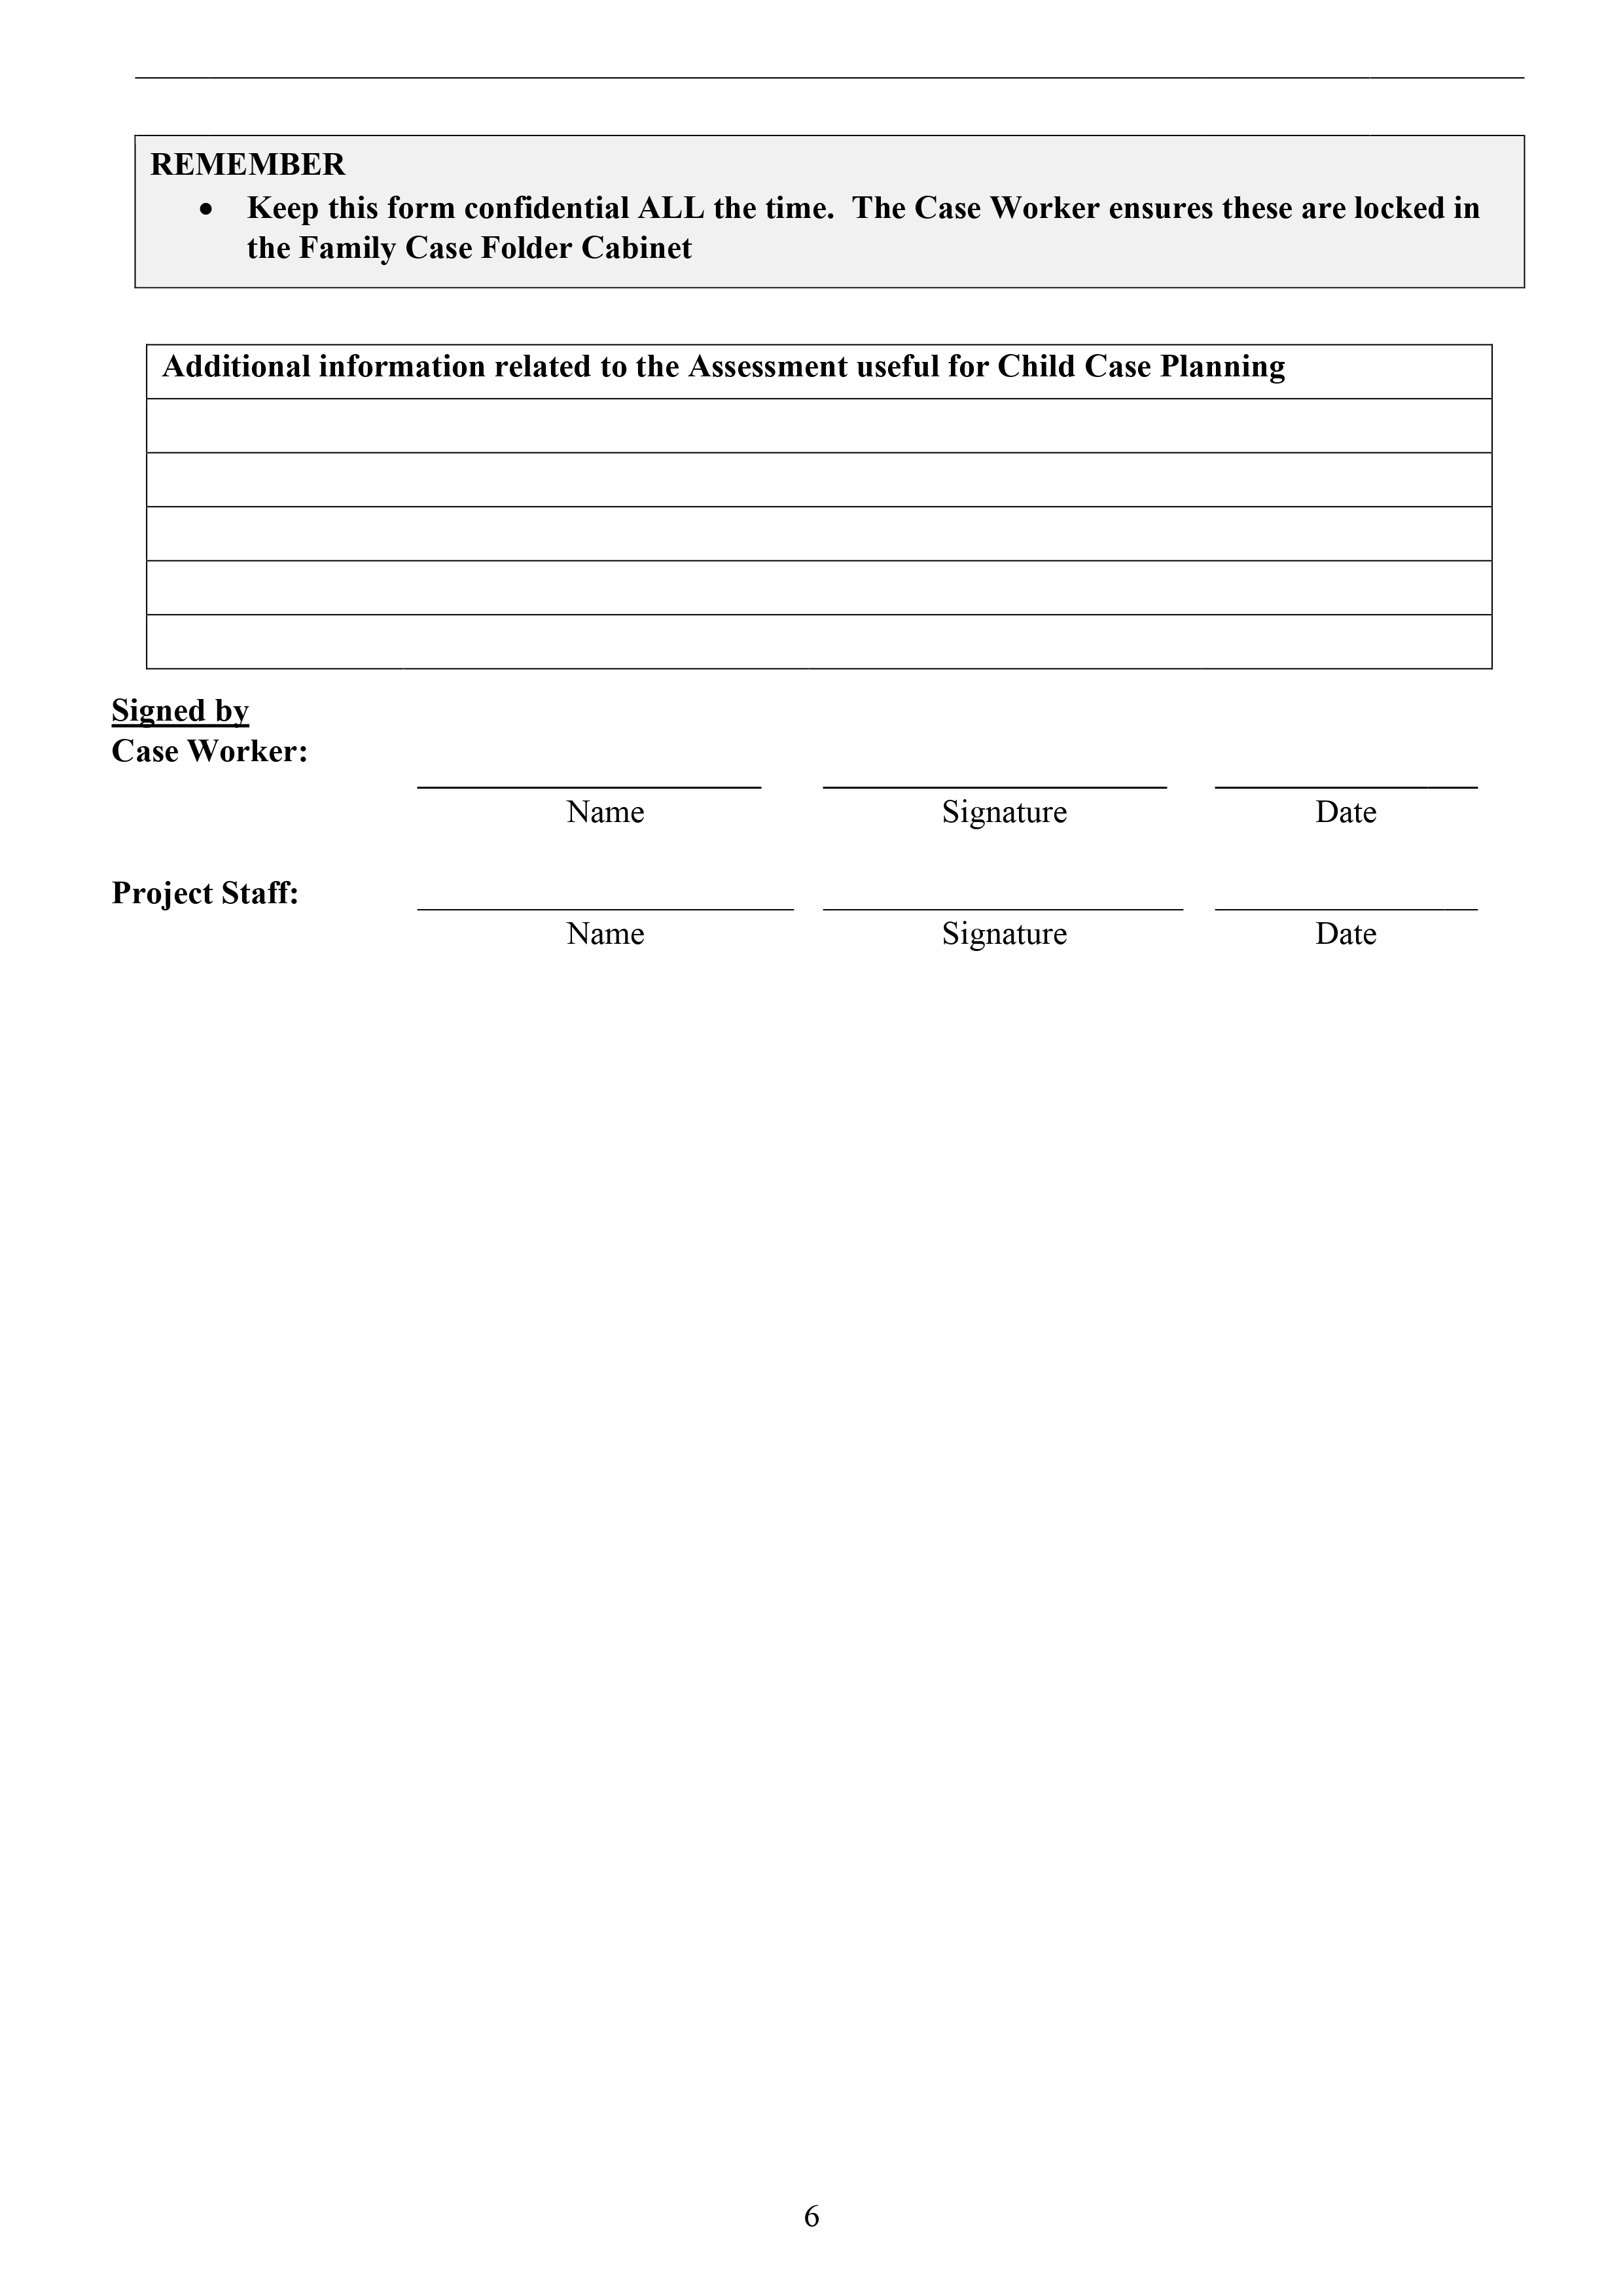 REMEMBER
• Keep this form confidential ALL the time.  The Case Worker ensures these are locked in
the Family Case Folder Cabinet
Additional information related to the Assessment useful for Child Case Planning
Signed by
Case Worker:
Name Signature Date
Project Staff:
Name Signature Date
6